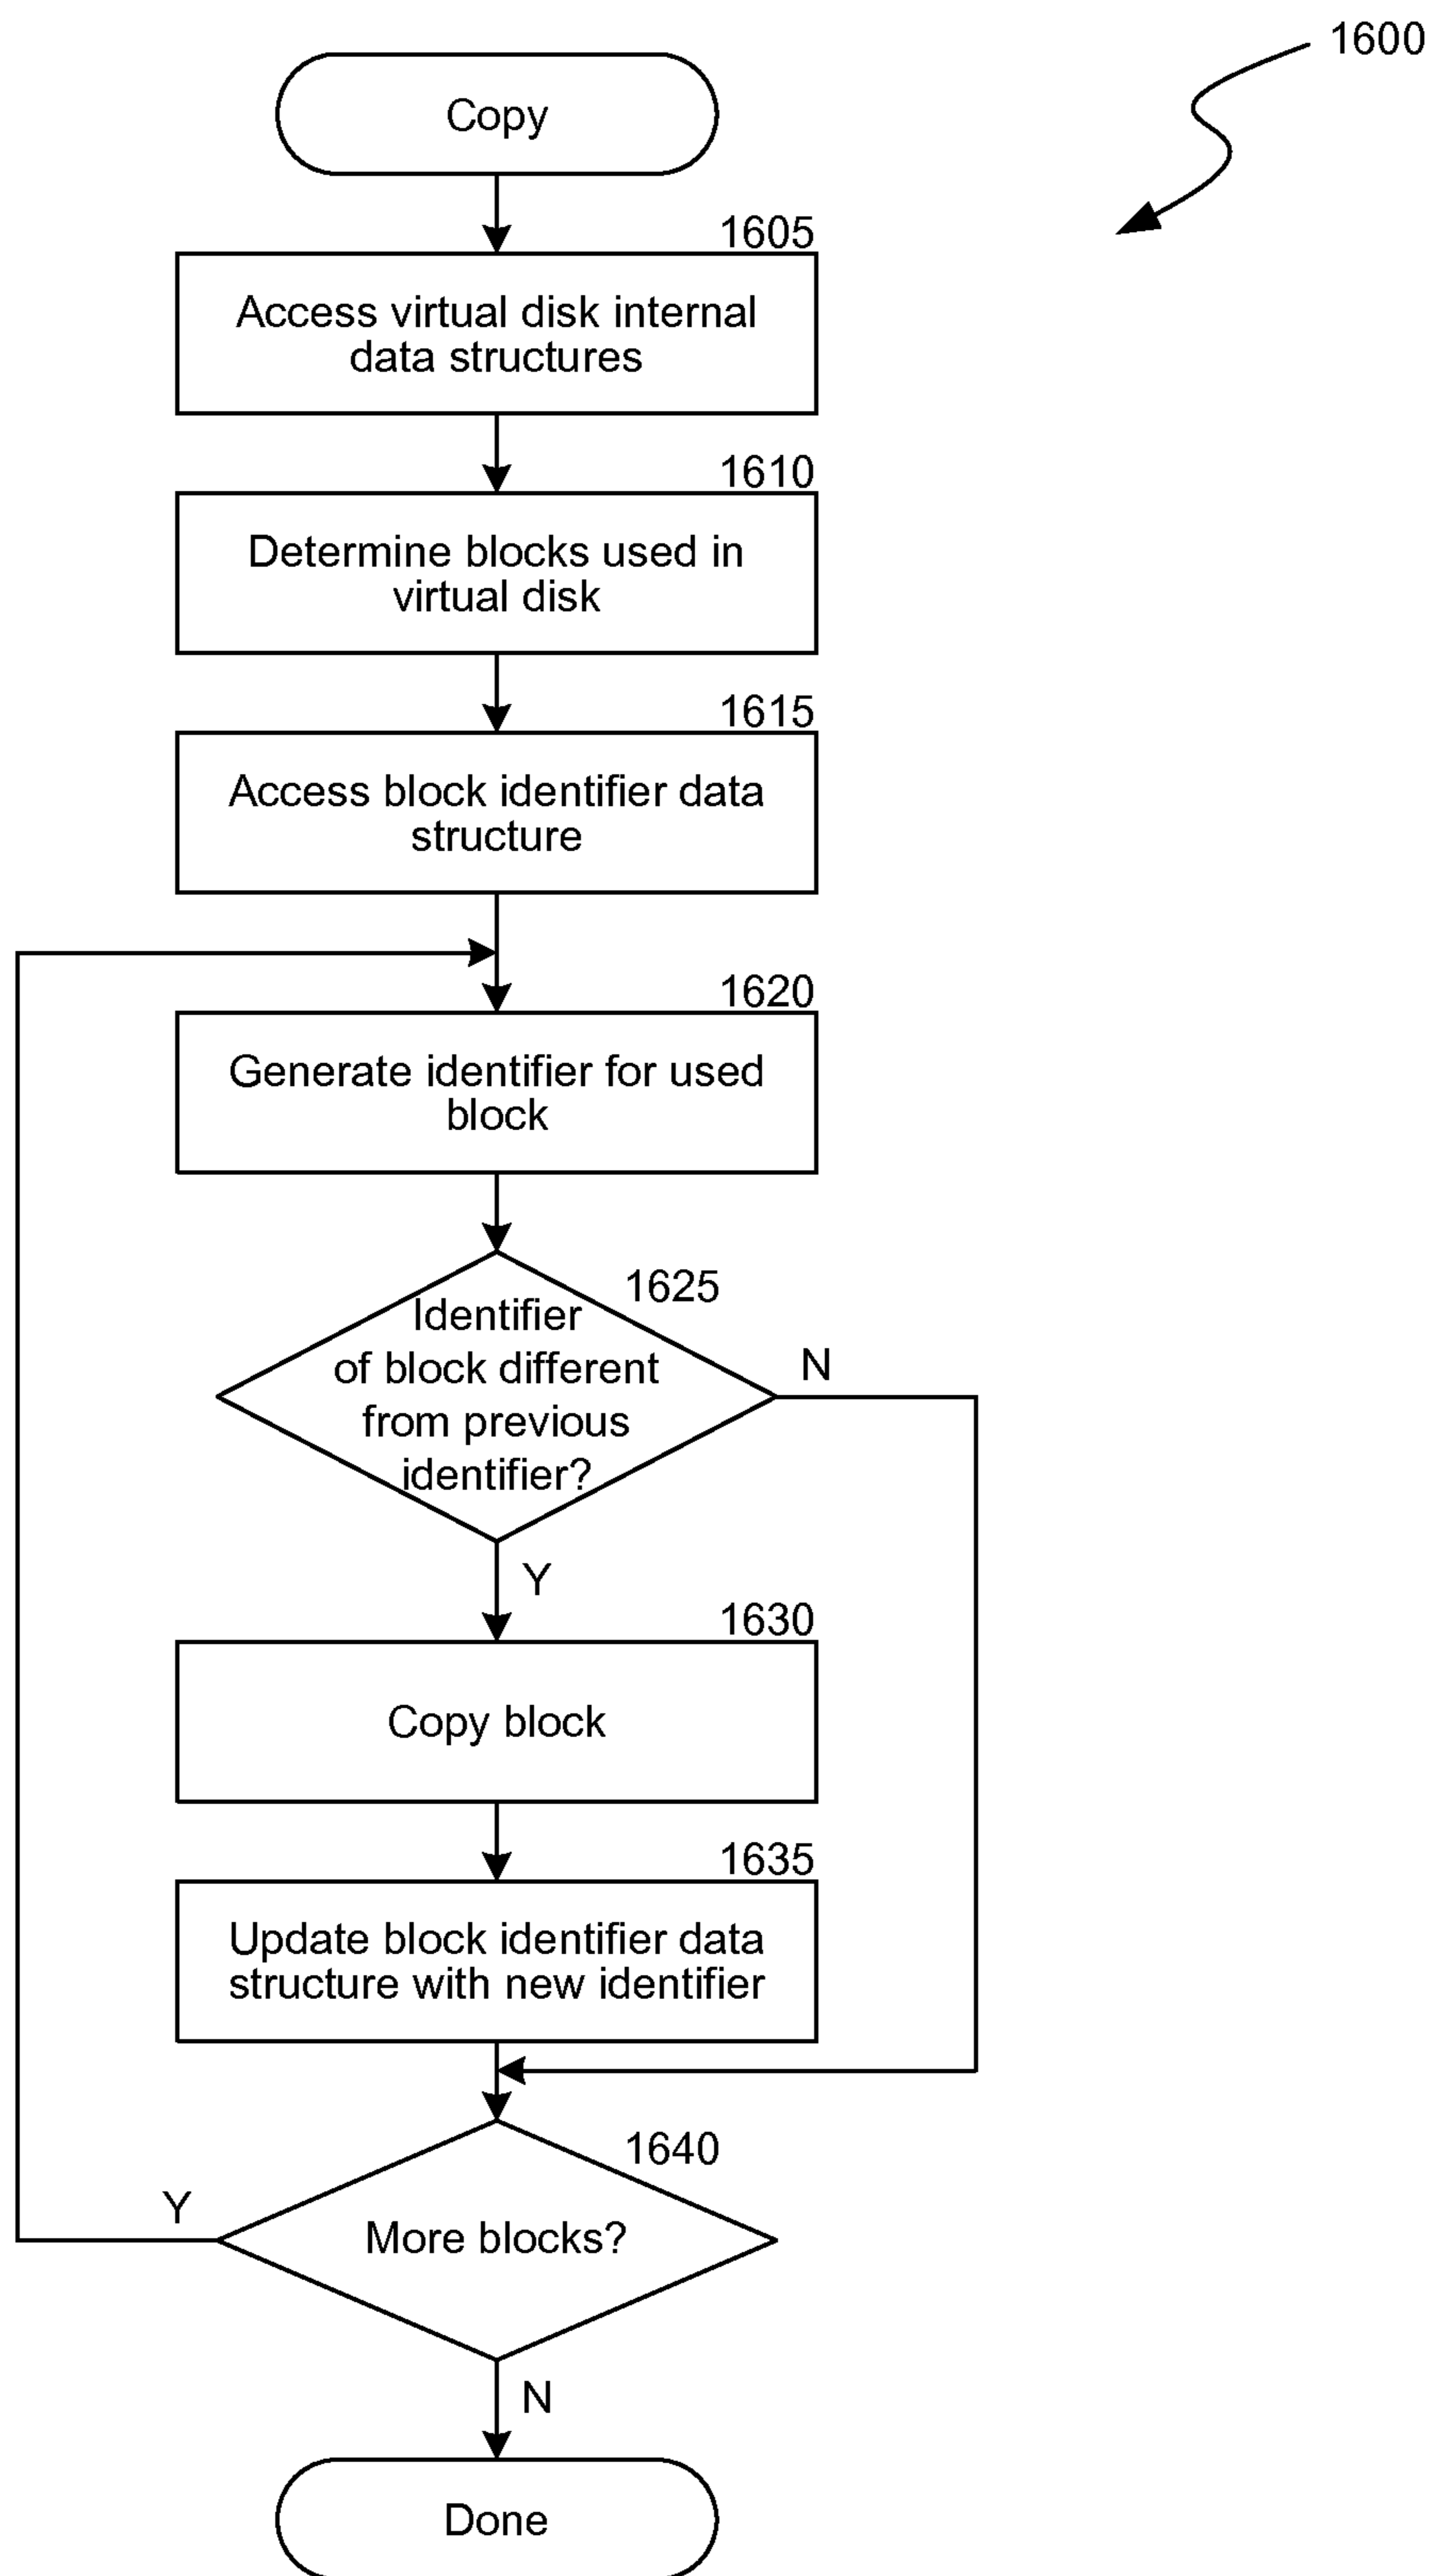 1600
Copy
1605
Access virtual disk internal
data structures
1610
Determine blocks used in
virtual disk
1615
Access block identifier data
structure
1620
Generate identifier for used
block
1625
Identifier
of block different
from previous
identifier?
N
Y
1630
Copy block
1635
Update block identifier data
structure with new identifier
1640
Y
More blocks?
N
Done